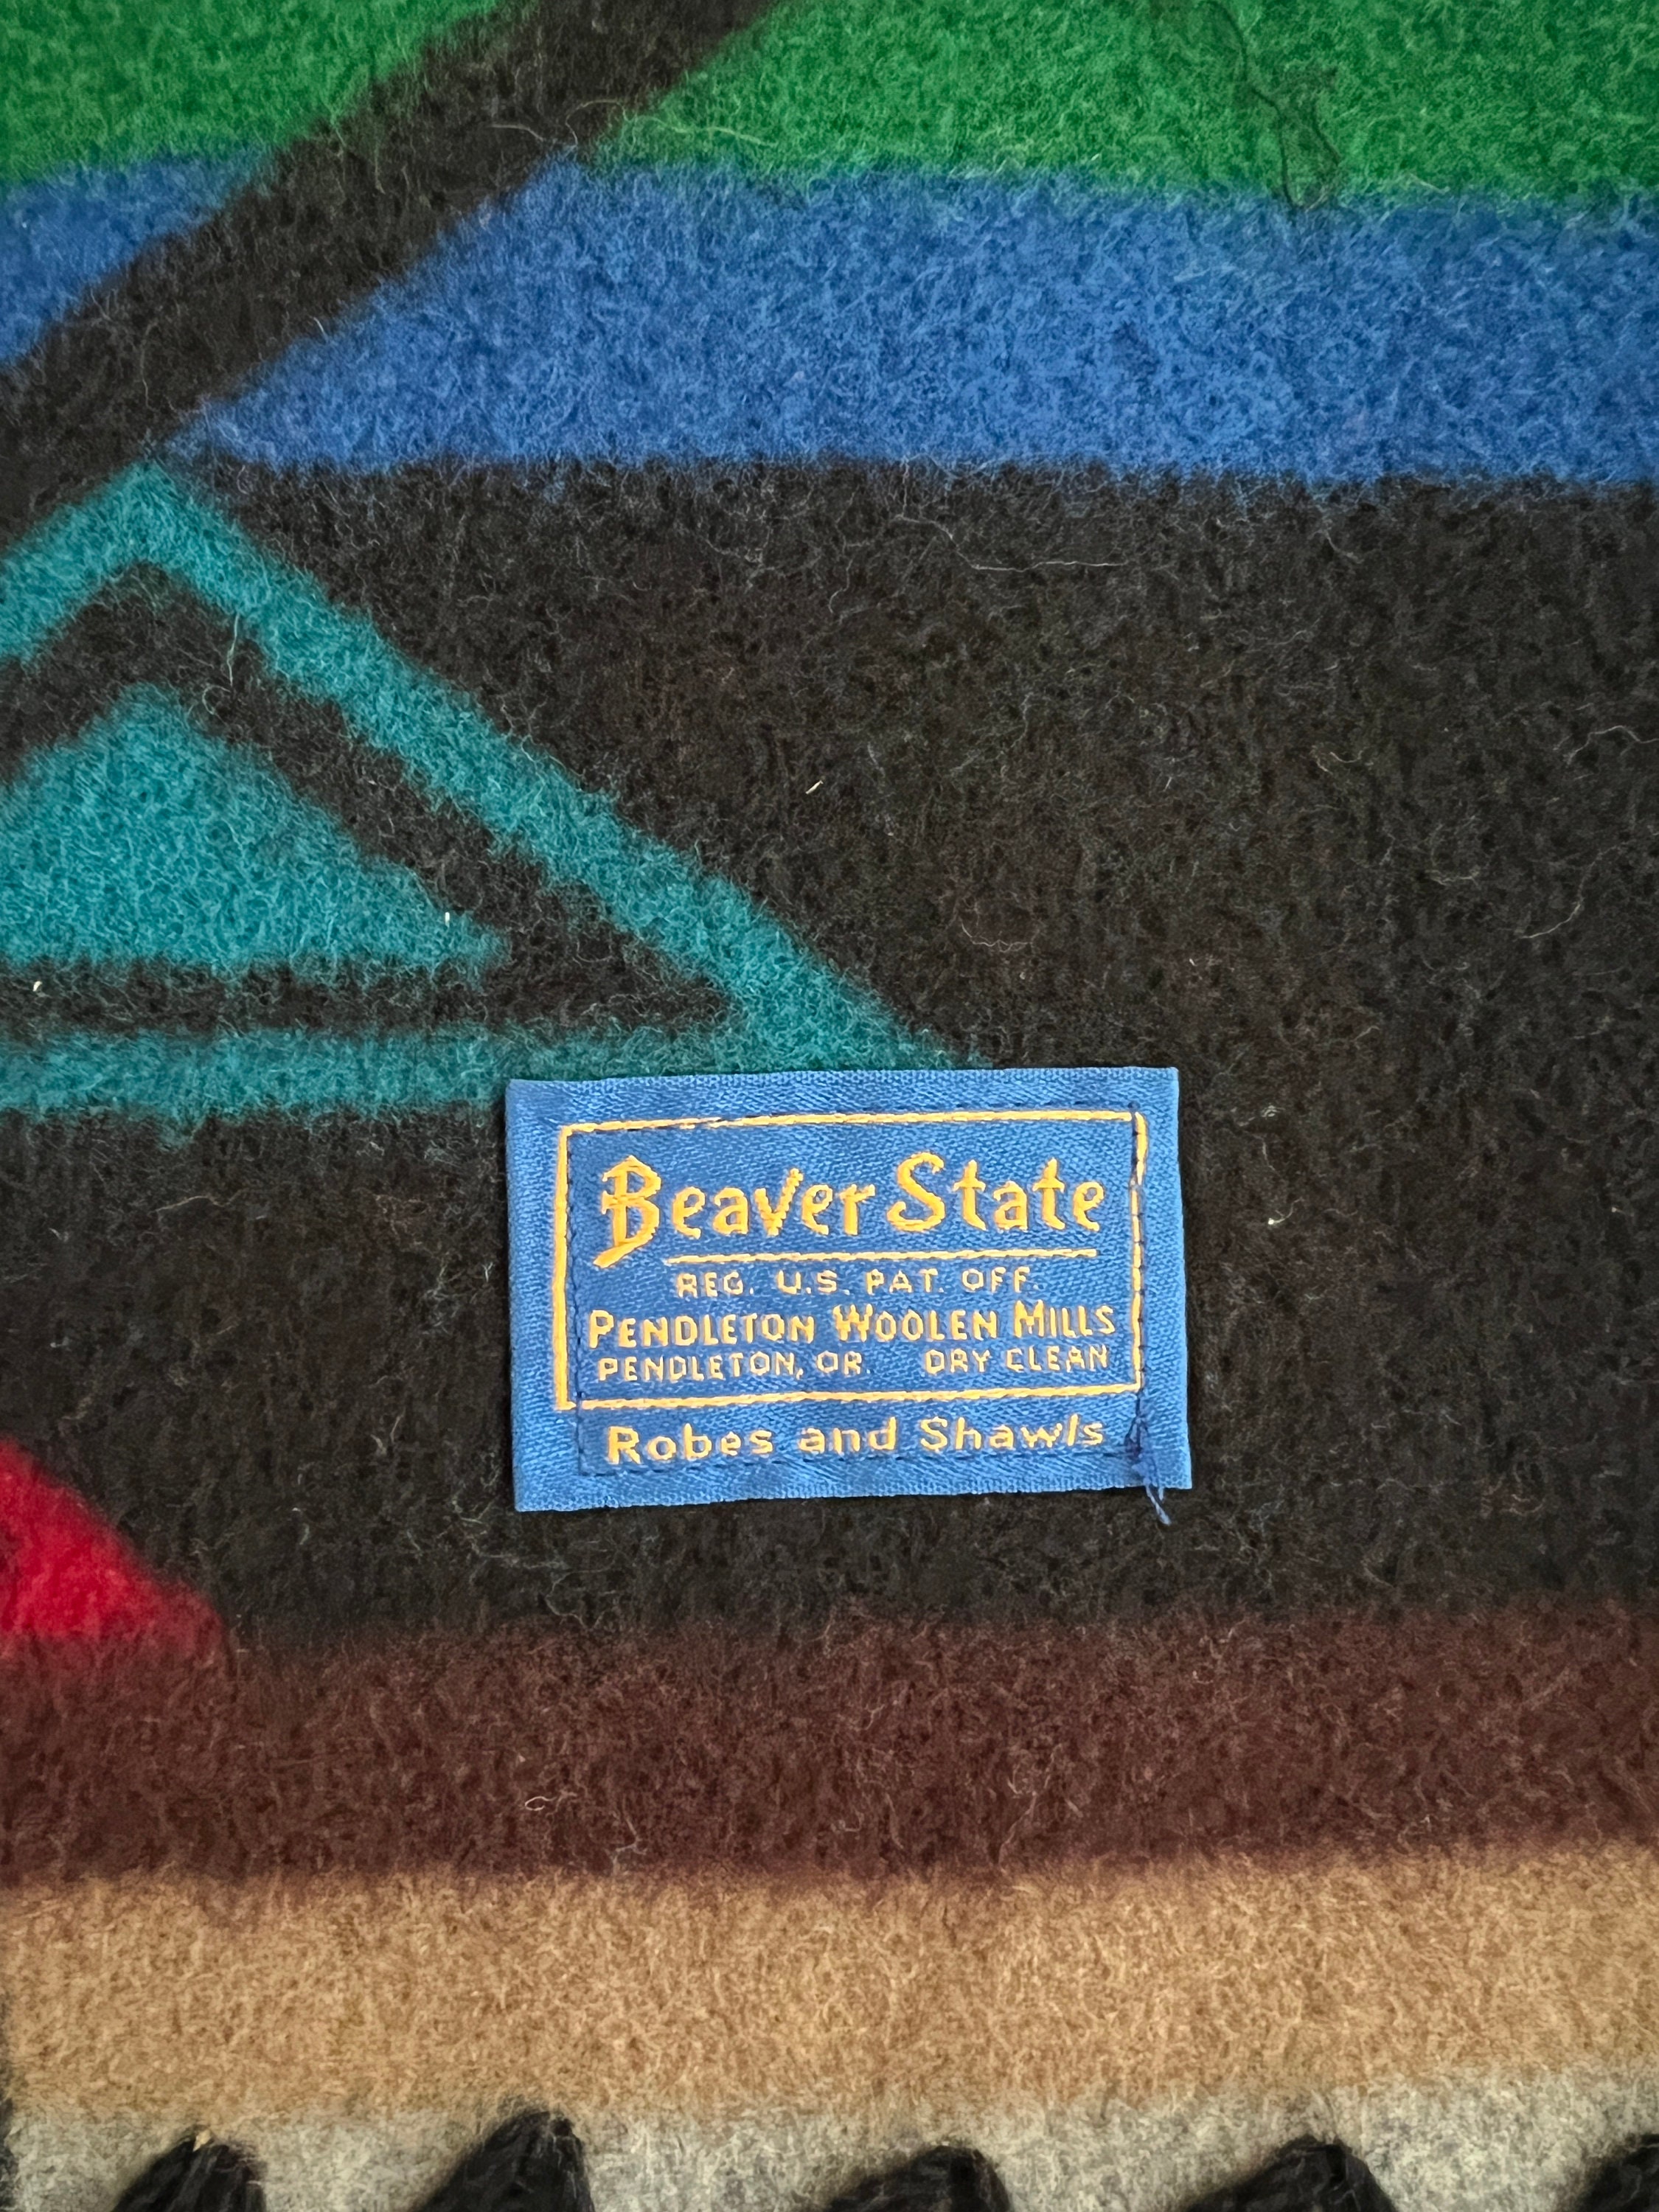 Beaver State
REG. U.S. PAT. OFF.
PENDLETON WOOLEN MILLS
PENDLETON, OR. DRY CLEAN
Robes and Shawls